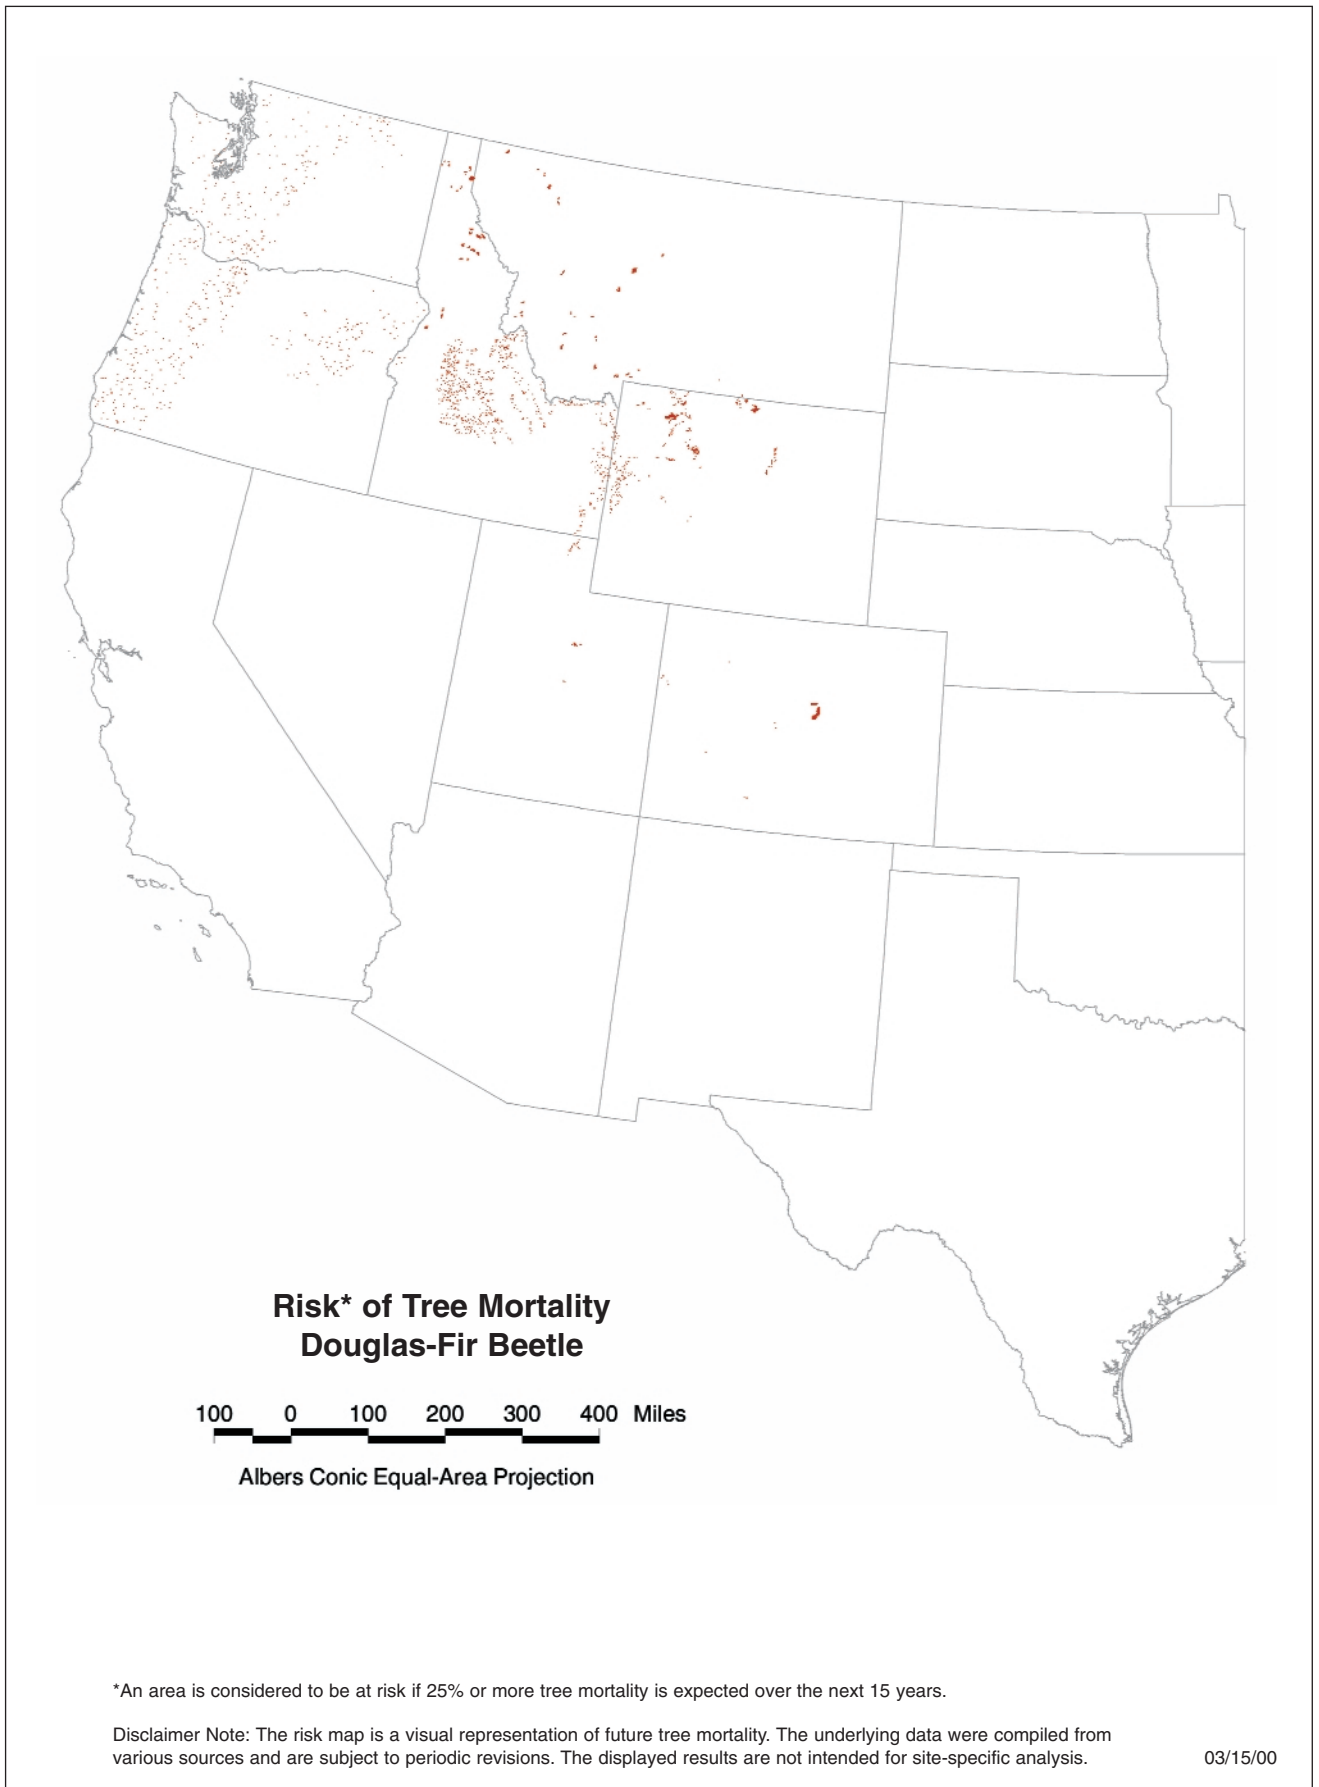 Risk* of Tree Mortality
Douglas-Fir Beetle
100 0 100 200 300 400 Miles
Albers Conic Equal-Area Projection
*An area is considered to be at risk if 25% or more tree mortality is expected over the next 15 years.
Disclaimer Note: The risk map is a visual representation of future tree mortality. The underlying data were compiled from
various sources and are subject to periodic revisions. The displayed results are not intended for site-specific analysis.
03/15/00